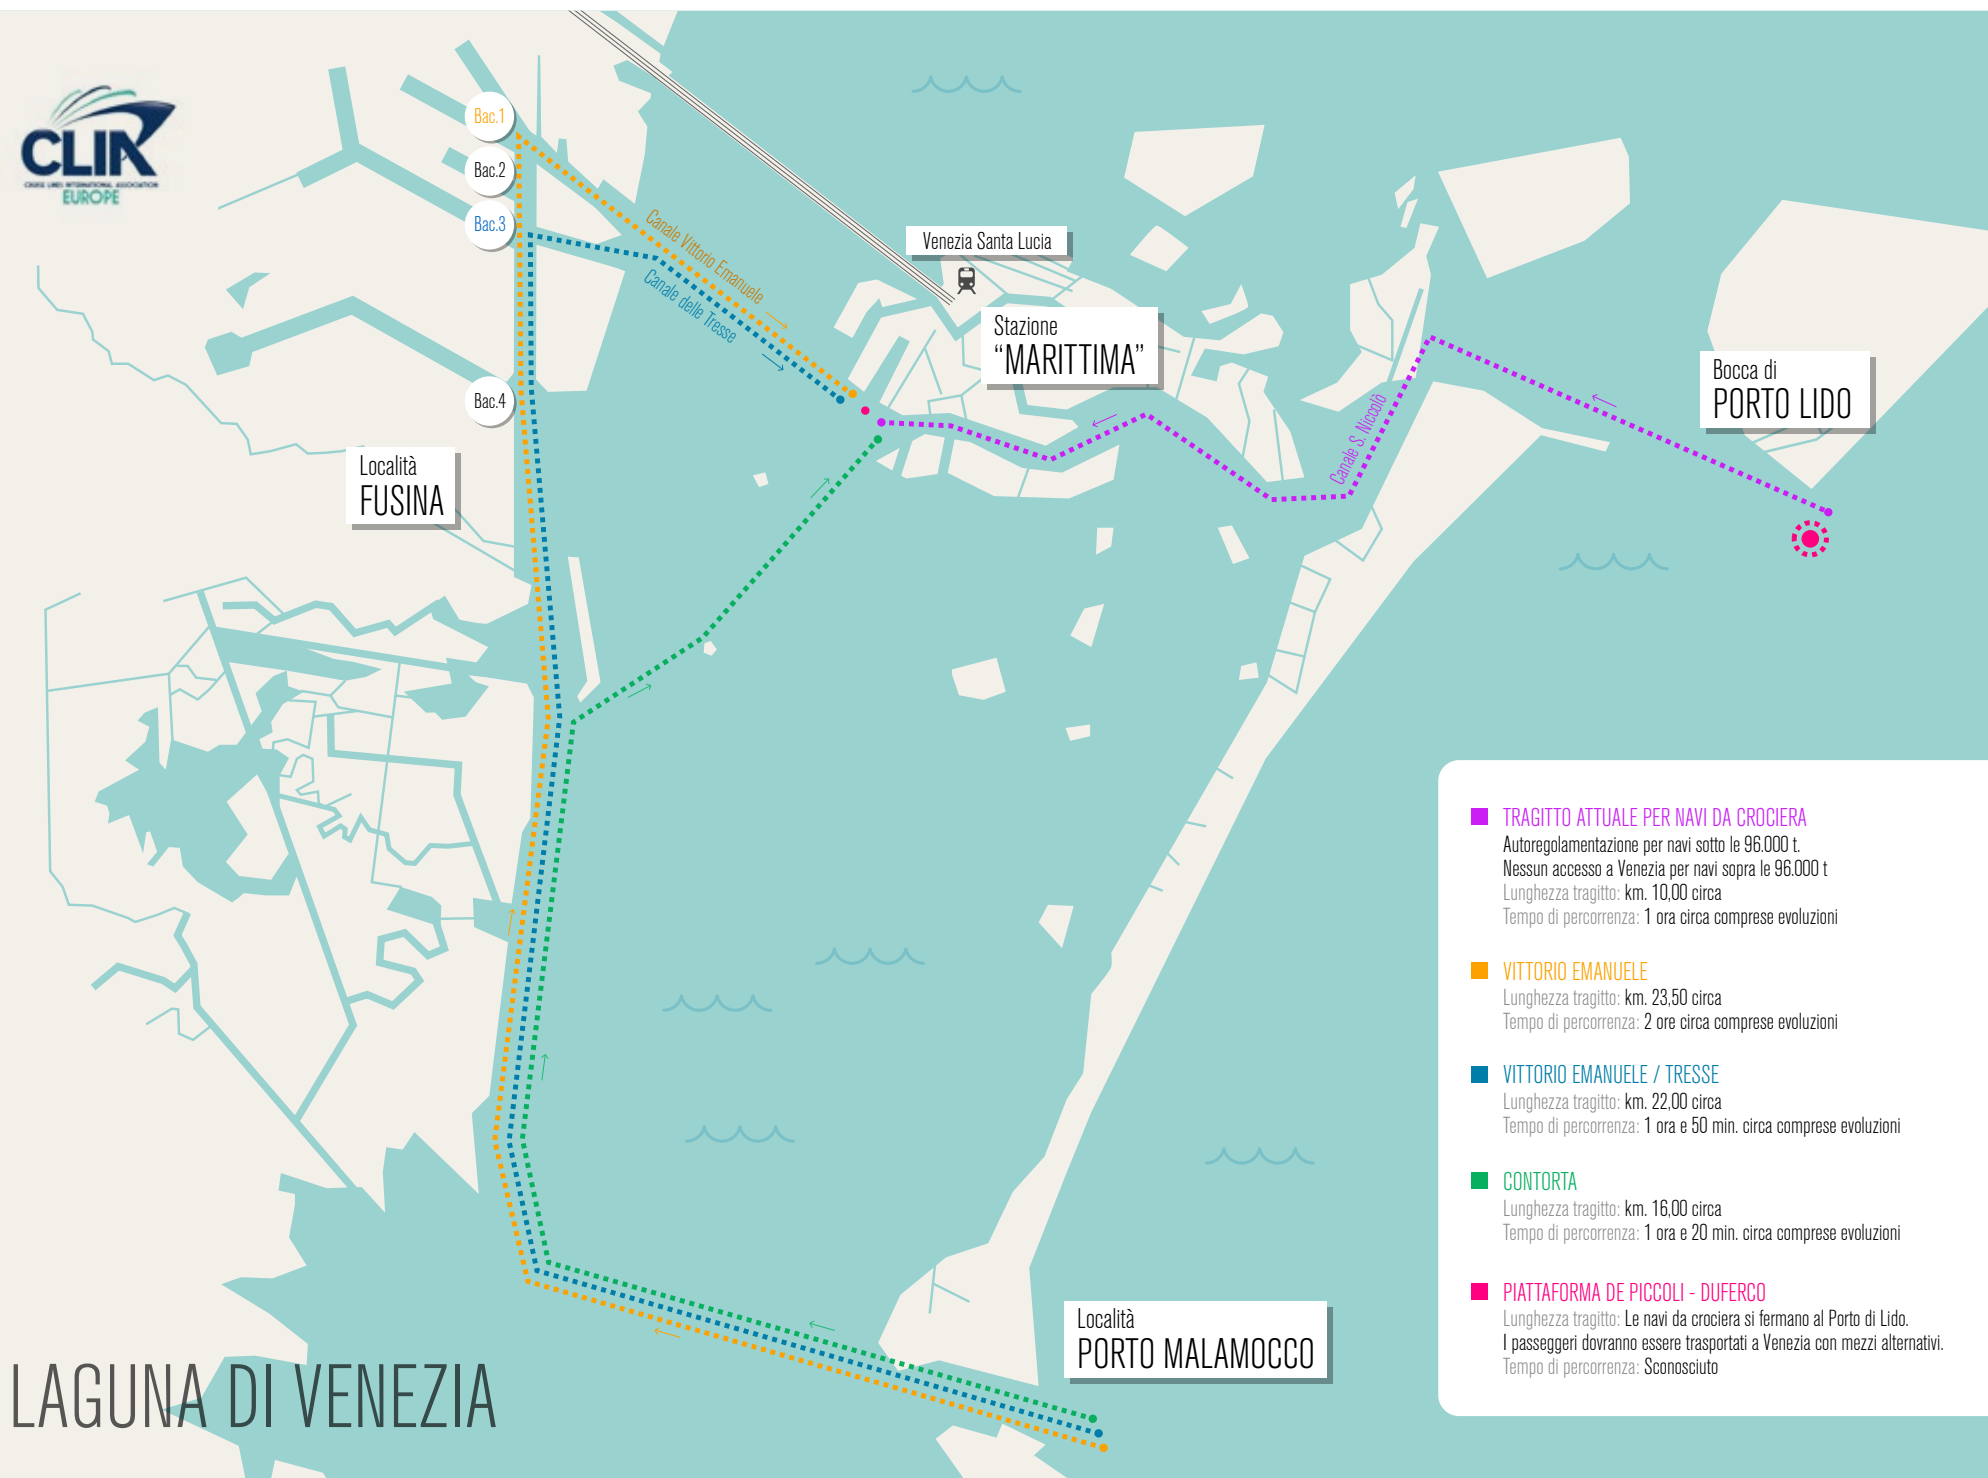 CLIA
CRUISE LINES INTERNATIONAL ASSOCIATION
EUROPE
Bac.1
Bac.2
Bac.3
Bac.4
Canale Vittorio Emanuele
Canale delle Tresse
Venezia Santa Lucia
Stazione
“MARITTIMA”
Canale S. Niccolò
Bocca di
PORTO LIDO
Località
FUSINA
TRAGITTO ATTUALE PER NAVI DA CROCIERA
Autoregolamentazione per navi sotto le 96.000 t.
Nessun accesso a Venezia per navi sopra le 96.000 t
Lunghezza tragitto: km. 10,00 circa
Tempo di percorrenza: 1 ora circa comprese evoluzioni
VITTORIO EMANUELE
Lunghezza tragitto: km. 23,50 circa
Tempo di percorrenza: 2 ore circa comprese evoluzioni
VITTORIO EMANUELE / TRESSE
Lunghezza tragitto: km. 22,00 circa
Tempo di percorrenza: 1 ora e 50 min. circa comprese evoluzioni
CONTORTA
Lunghezza tragitto: km. 16,00 circa
Tempo di percorrenza: 1 ora e 20 min. circa comprese evoluzioni
PIATTAFORMA DE PICCOLI - DUFERCO
Lunghezza tragitto: Le navi da crociera si fermano al Porto di Lido.
I passeggeri dovranno essere trasportati a Venezia con mezzi alternativi.
Tempo di percorrenza: Sconosciuto
Località
PORTO MALAMOCCO
LAGUNA DI VENEZIA